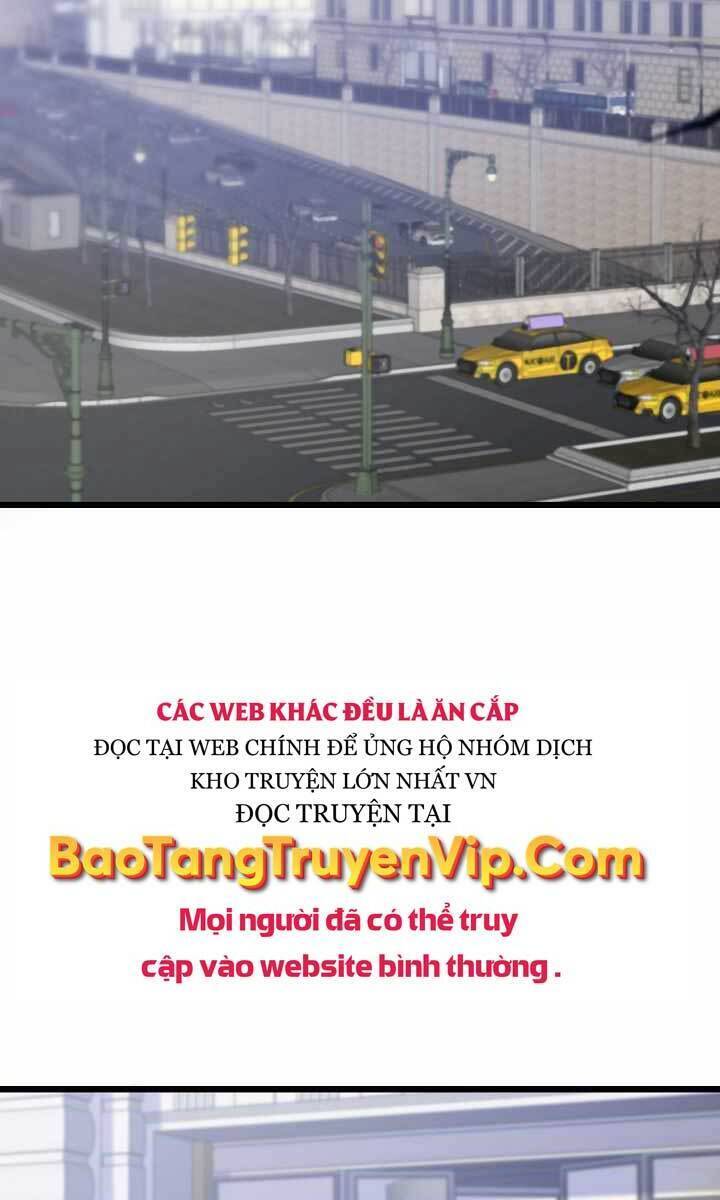 CÁC WEB KHÁC ĐỀU LÀ ĂN CẮP
ĐỌC TẠI WEB CHÍNH ĐỂ ỦNG HỘ NHÓM DỊCH
KHO TRUYỆN LỚN NHẤT VN
ĐỌC TRUYỆN TẠI
BaoTangTruyenVip.Com
Mọi người đã có thể truy
cập vào website bình thường.